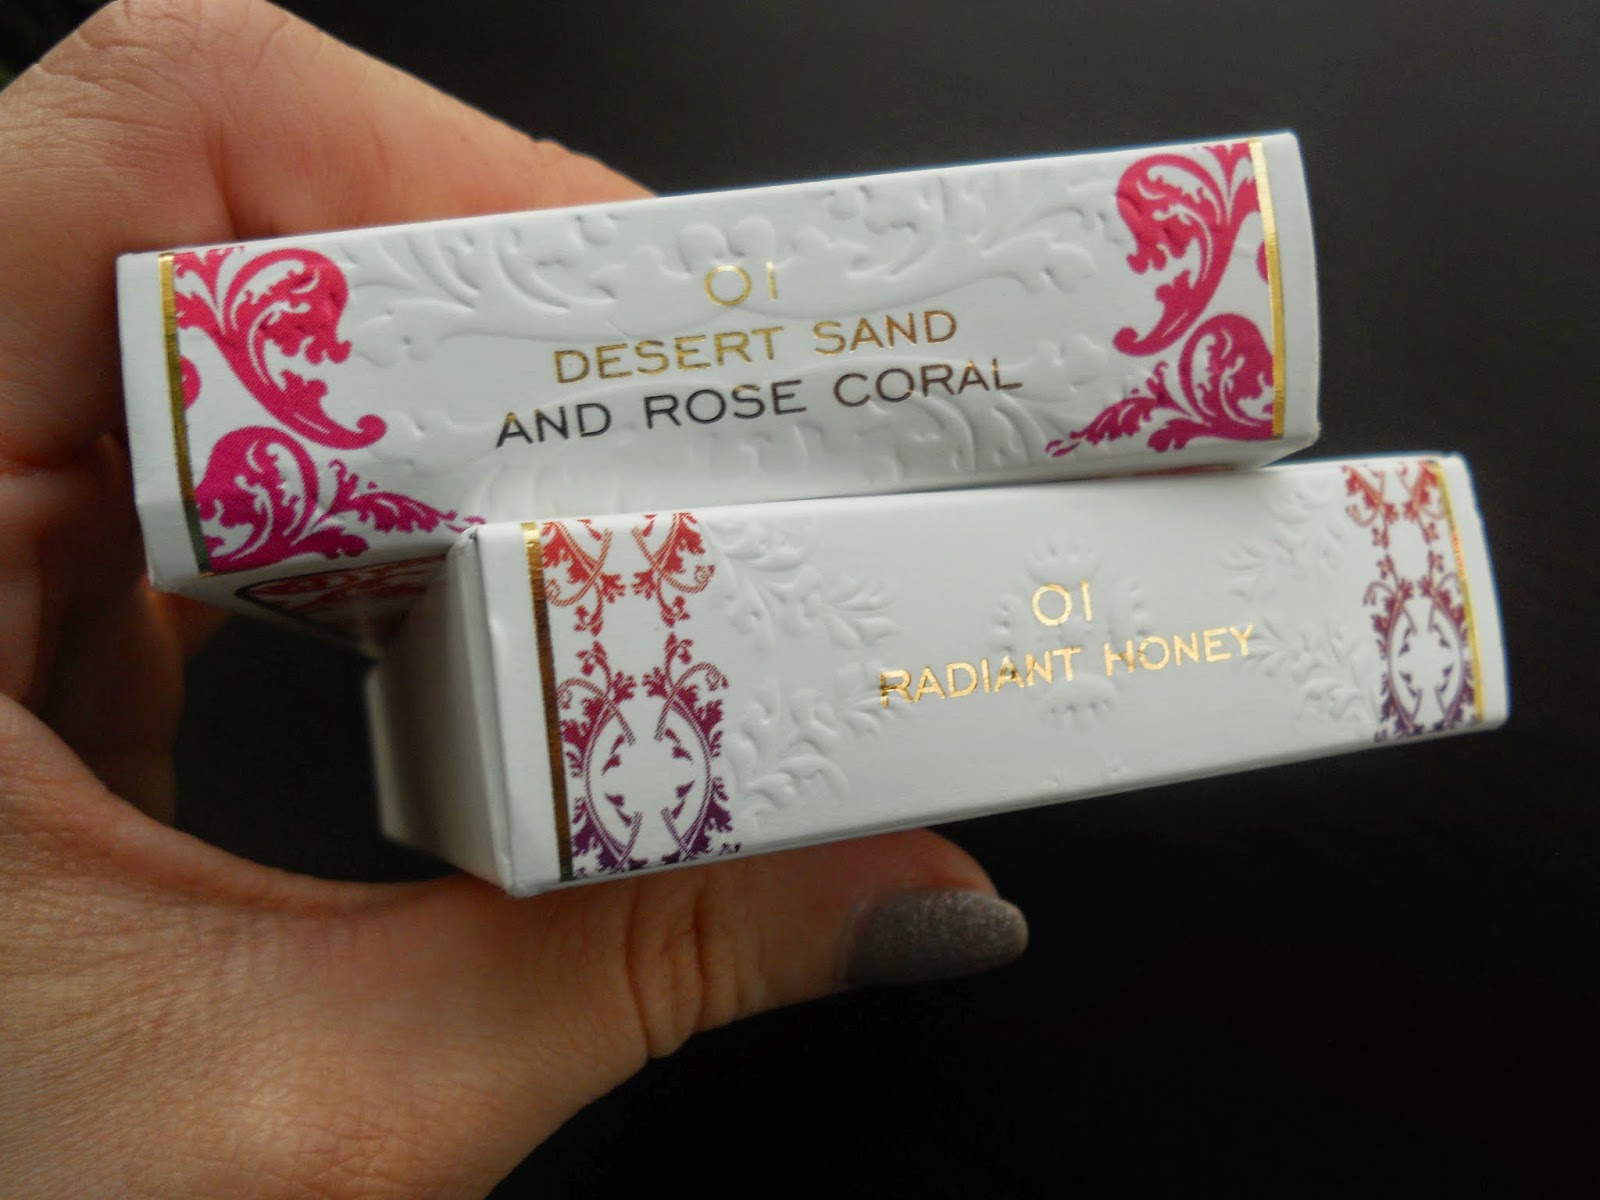 01
DESERT SAND
AND ROSE CORAL
01
RADIANT HONEY